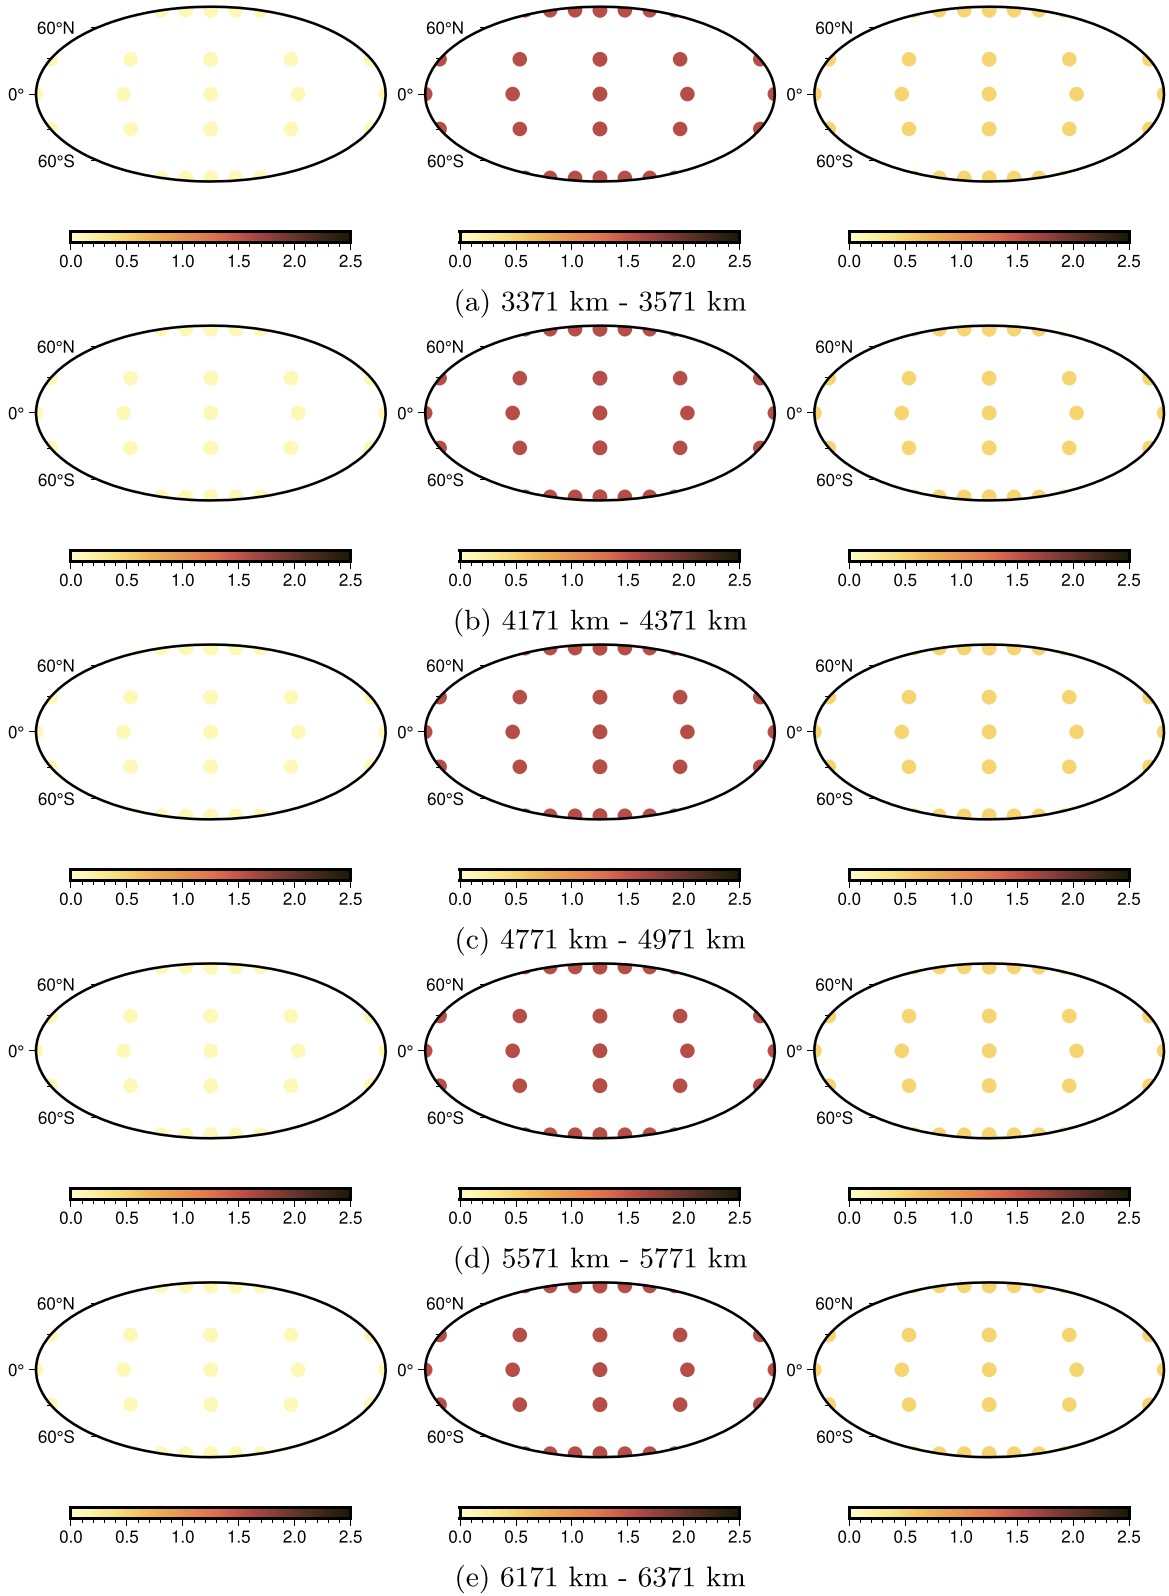 60°N
0° 0° 0°
60°N 60°N
60°S 60°S 60°S
0.0 0.5 1.0 1.5 2.0 2.5 0.0 0.5 1.0 1.5 2.0 2.5 0.0 0.5 1.0 1.5 2.0 2.5
(a) 3371 km - 3571 km
60°N 60°N 60°N
0° 0° 0°
60°S 60°S 60°S
0.0 0.5 1.0 1.5 2.0 2.5 0.0 0.5 1.0 1.5 2.0 2.5 0.0 0.5 1.0 1.5 2.0 2.5
(b) 4171 km - 4371 km
60°N 60°N 60°N
0° 0° 0°
60°S 60°S 60°S
0.0 0.5 1.0 1.5 2.0 2.5 0.0 0.5 1.0 1.5 2.0 2.5 0.0 0.5 1.0 1.5 2.0 2.5
(c) 4771 km - 4971 km
60°N 60°N 60°N
0° 0° 0°
60°S 60°S 60°S
0.0 0.5 1.0 1.5 2.0 2.5 0.0 0.5 1.0 1.5 2.0 2.5 0.0 0.5 1.0 1.5 2.0 2.5
(d) 5571 km - 5771 km
60°N 60°N 60°N
0° 0° 0°
60°S 60°S 60°S
0.0 0.5 1.0 1.5 2.0 2.5 0.0 0.5 1.0 1.5 2.0 2.5 0.0 0.5 1.0 1.5 2.0 2.5
(e) 6171 km - 6371 km